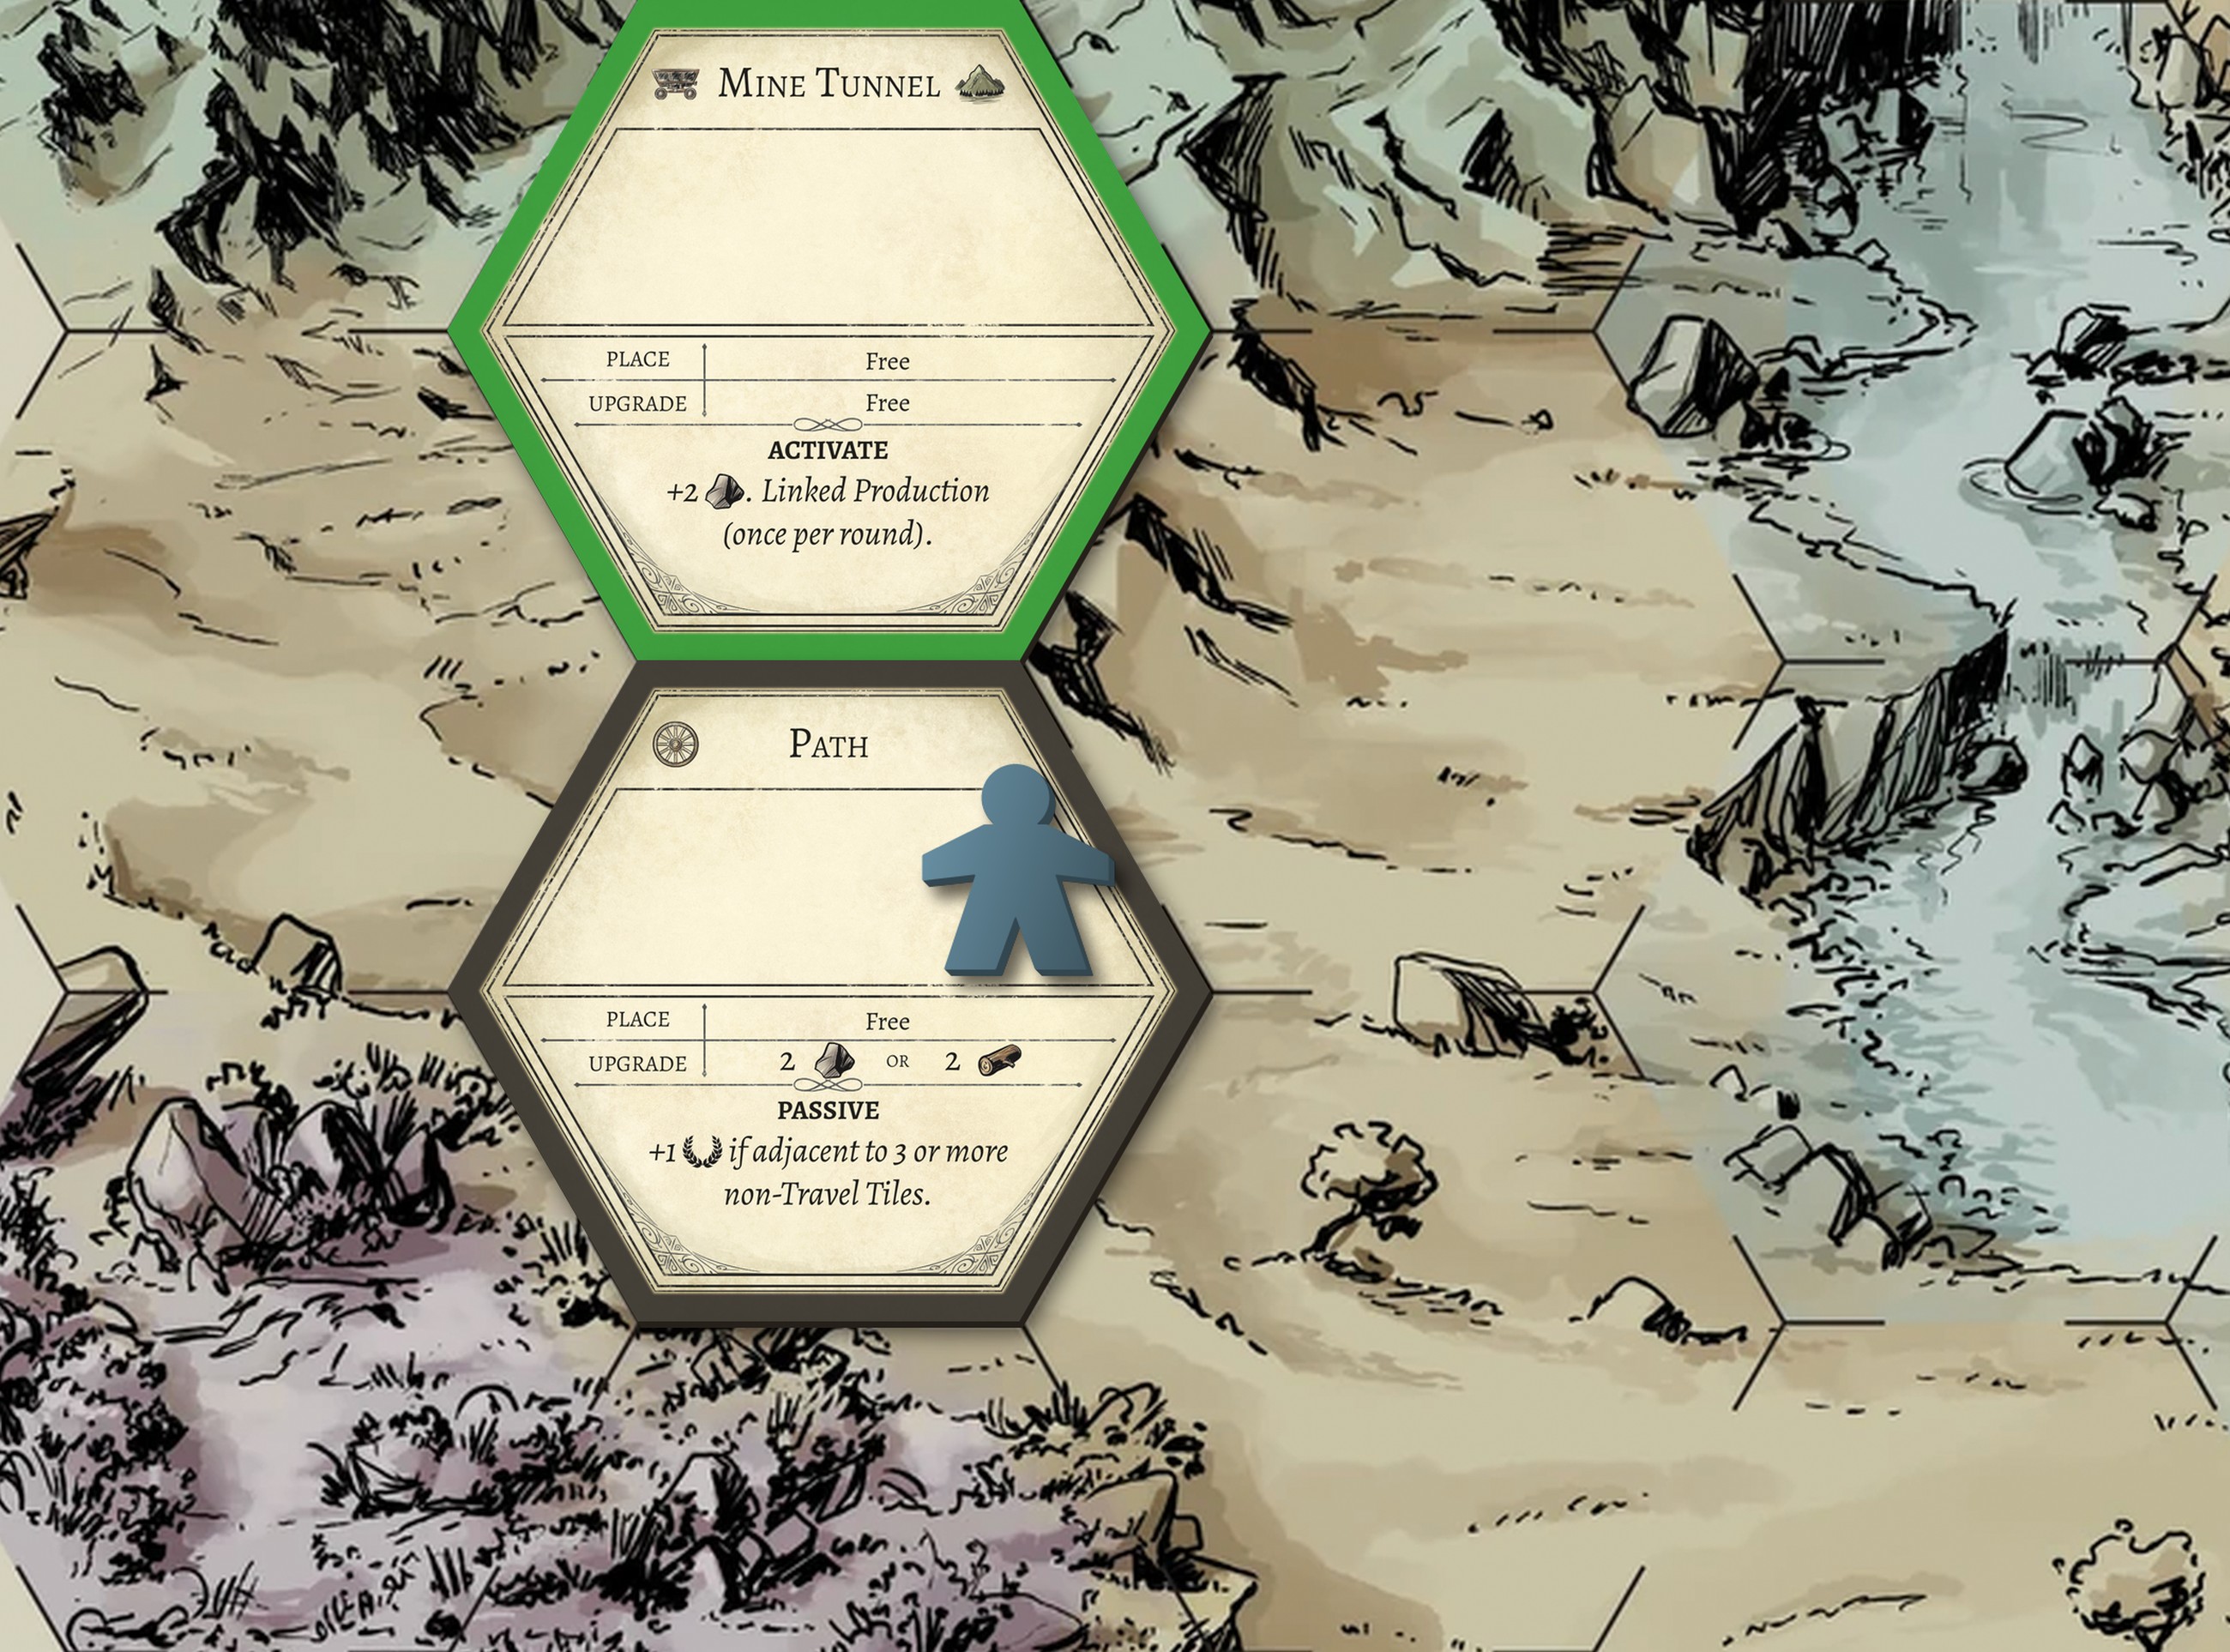 Mine Tunnel
PLACE Free
UPGRADE Free
ACTIVATE
+2 . Linked Production
(once per round).
Path
PLACE Free
UPGRADE 2 OR 2
PASSIVE
+1 if adjacent to 3 or more
non-Travel Tiles.